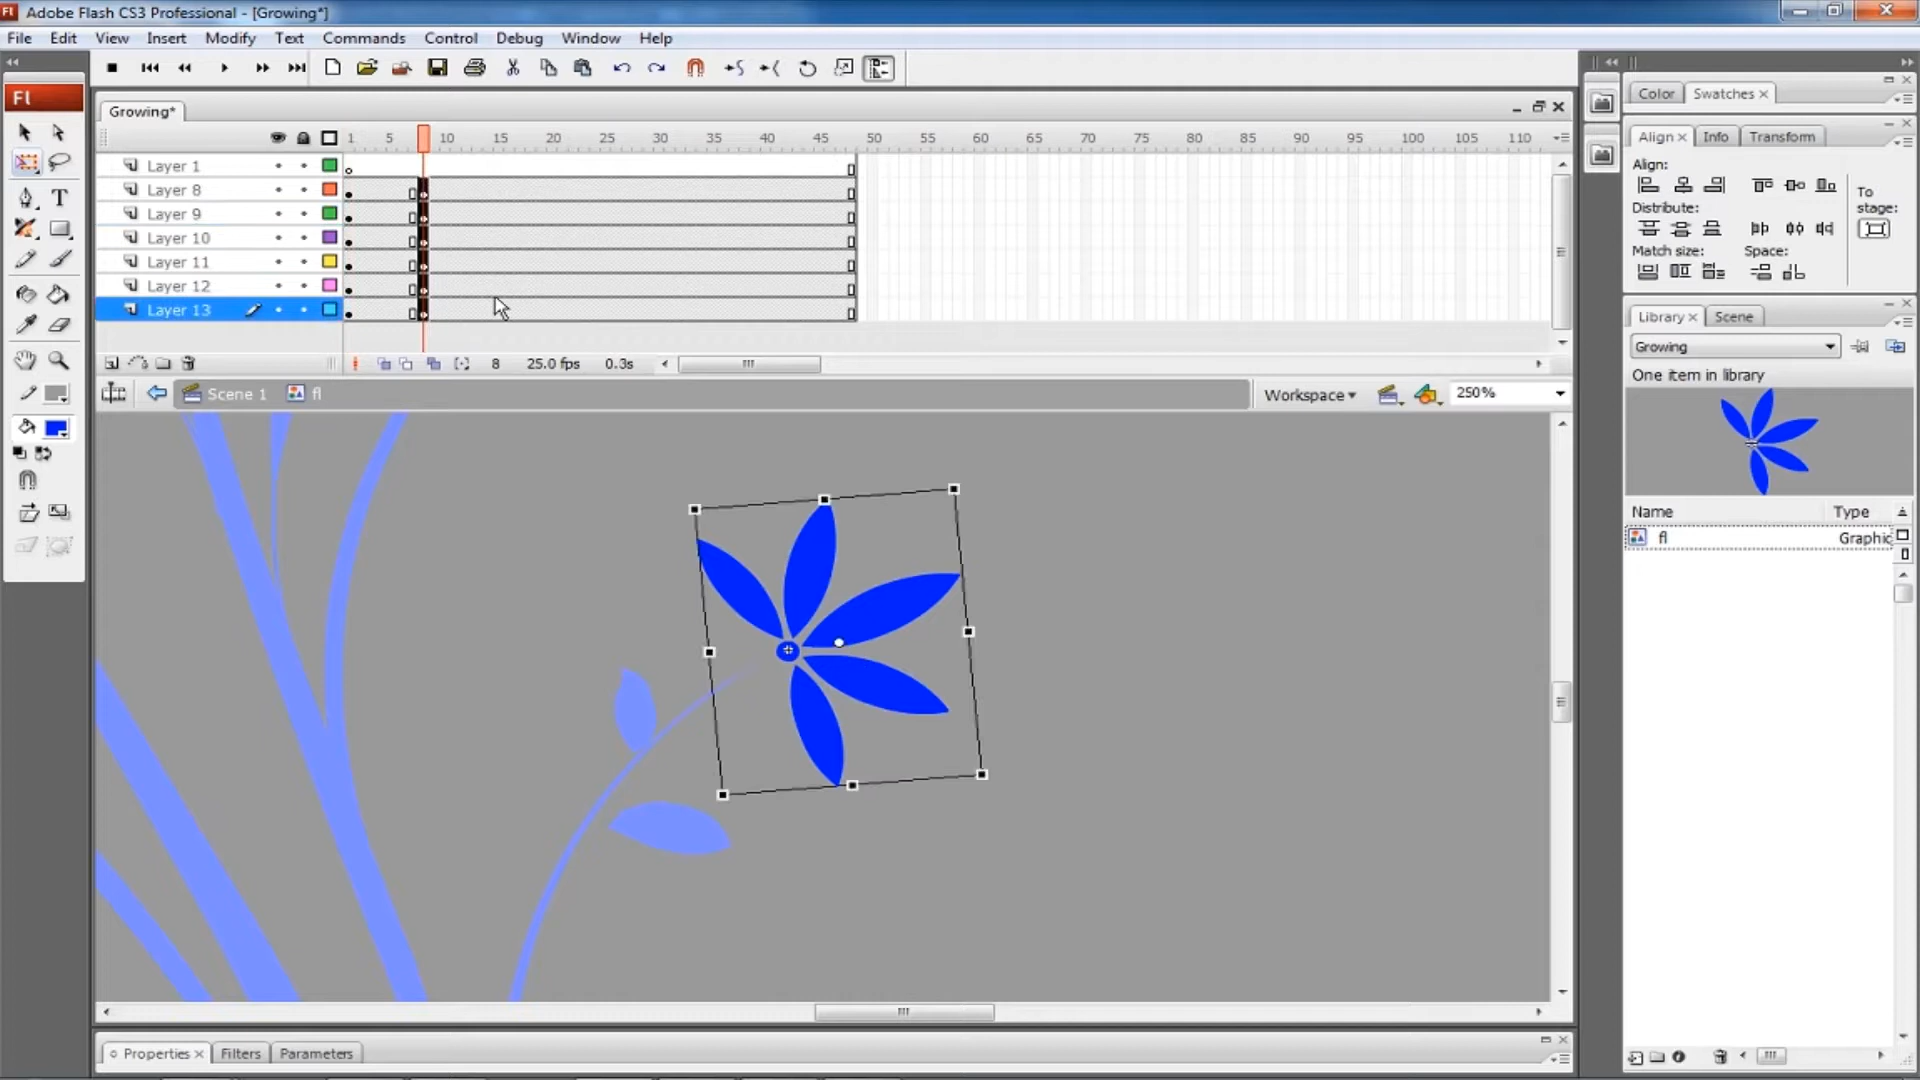 Adobe Flash CS3 Professional - [Growing*]
File Edit View Insert Modify Text Commands Control Debug Window Help
Fl
Growing*
1 5 10 15 20 25 30 35 40 45 50 55 60 65 70 75 80 85 90 95 100 105 110
Layer 1
Layer 8
Layer 9
Layer 10
Layer 11
Layer 12
Layer 13
8 25.0 fps 0.3s
Scene 1 fl Workspace 250%
Color Swatches
Align Info Transform
Align:
To stage:
Distribute:
Match size: Space:
Library Scene
Growing
One item in library
Name Type
fl Graphic
Properties Filters Parameters